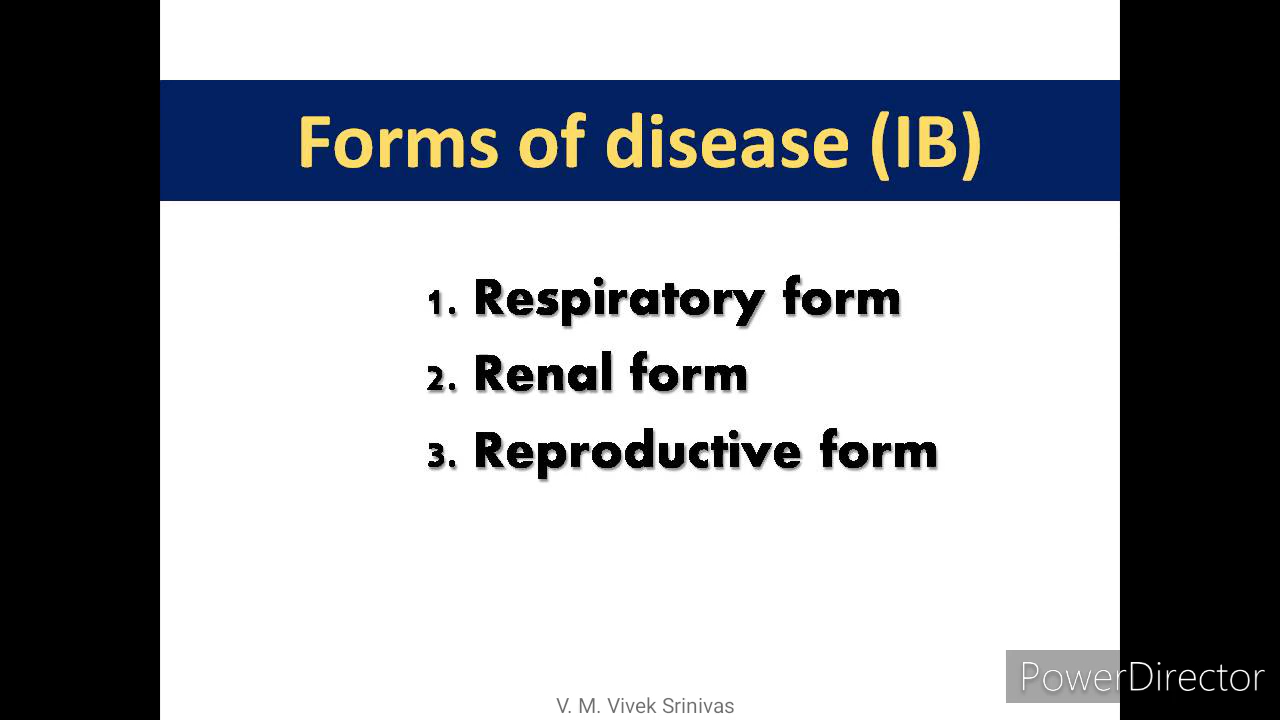 Forms of disease (IB)
1. Respiratory form
2. Renal form
3. Reproductive form
PowerDirector
V. M. Vivek Srinivas